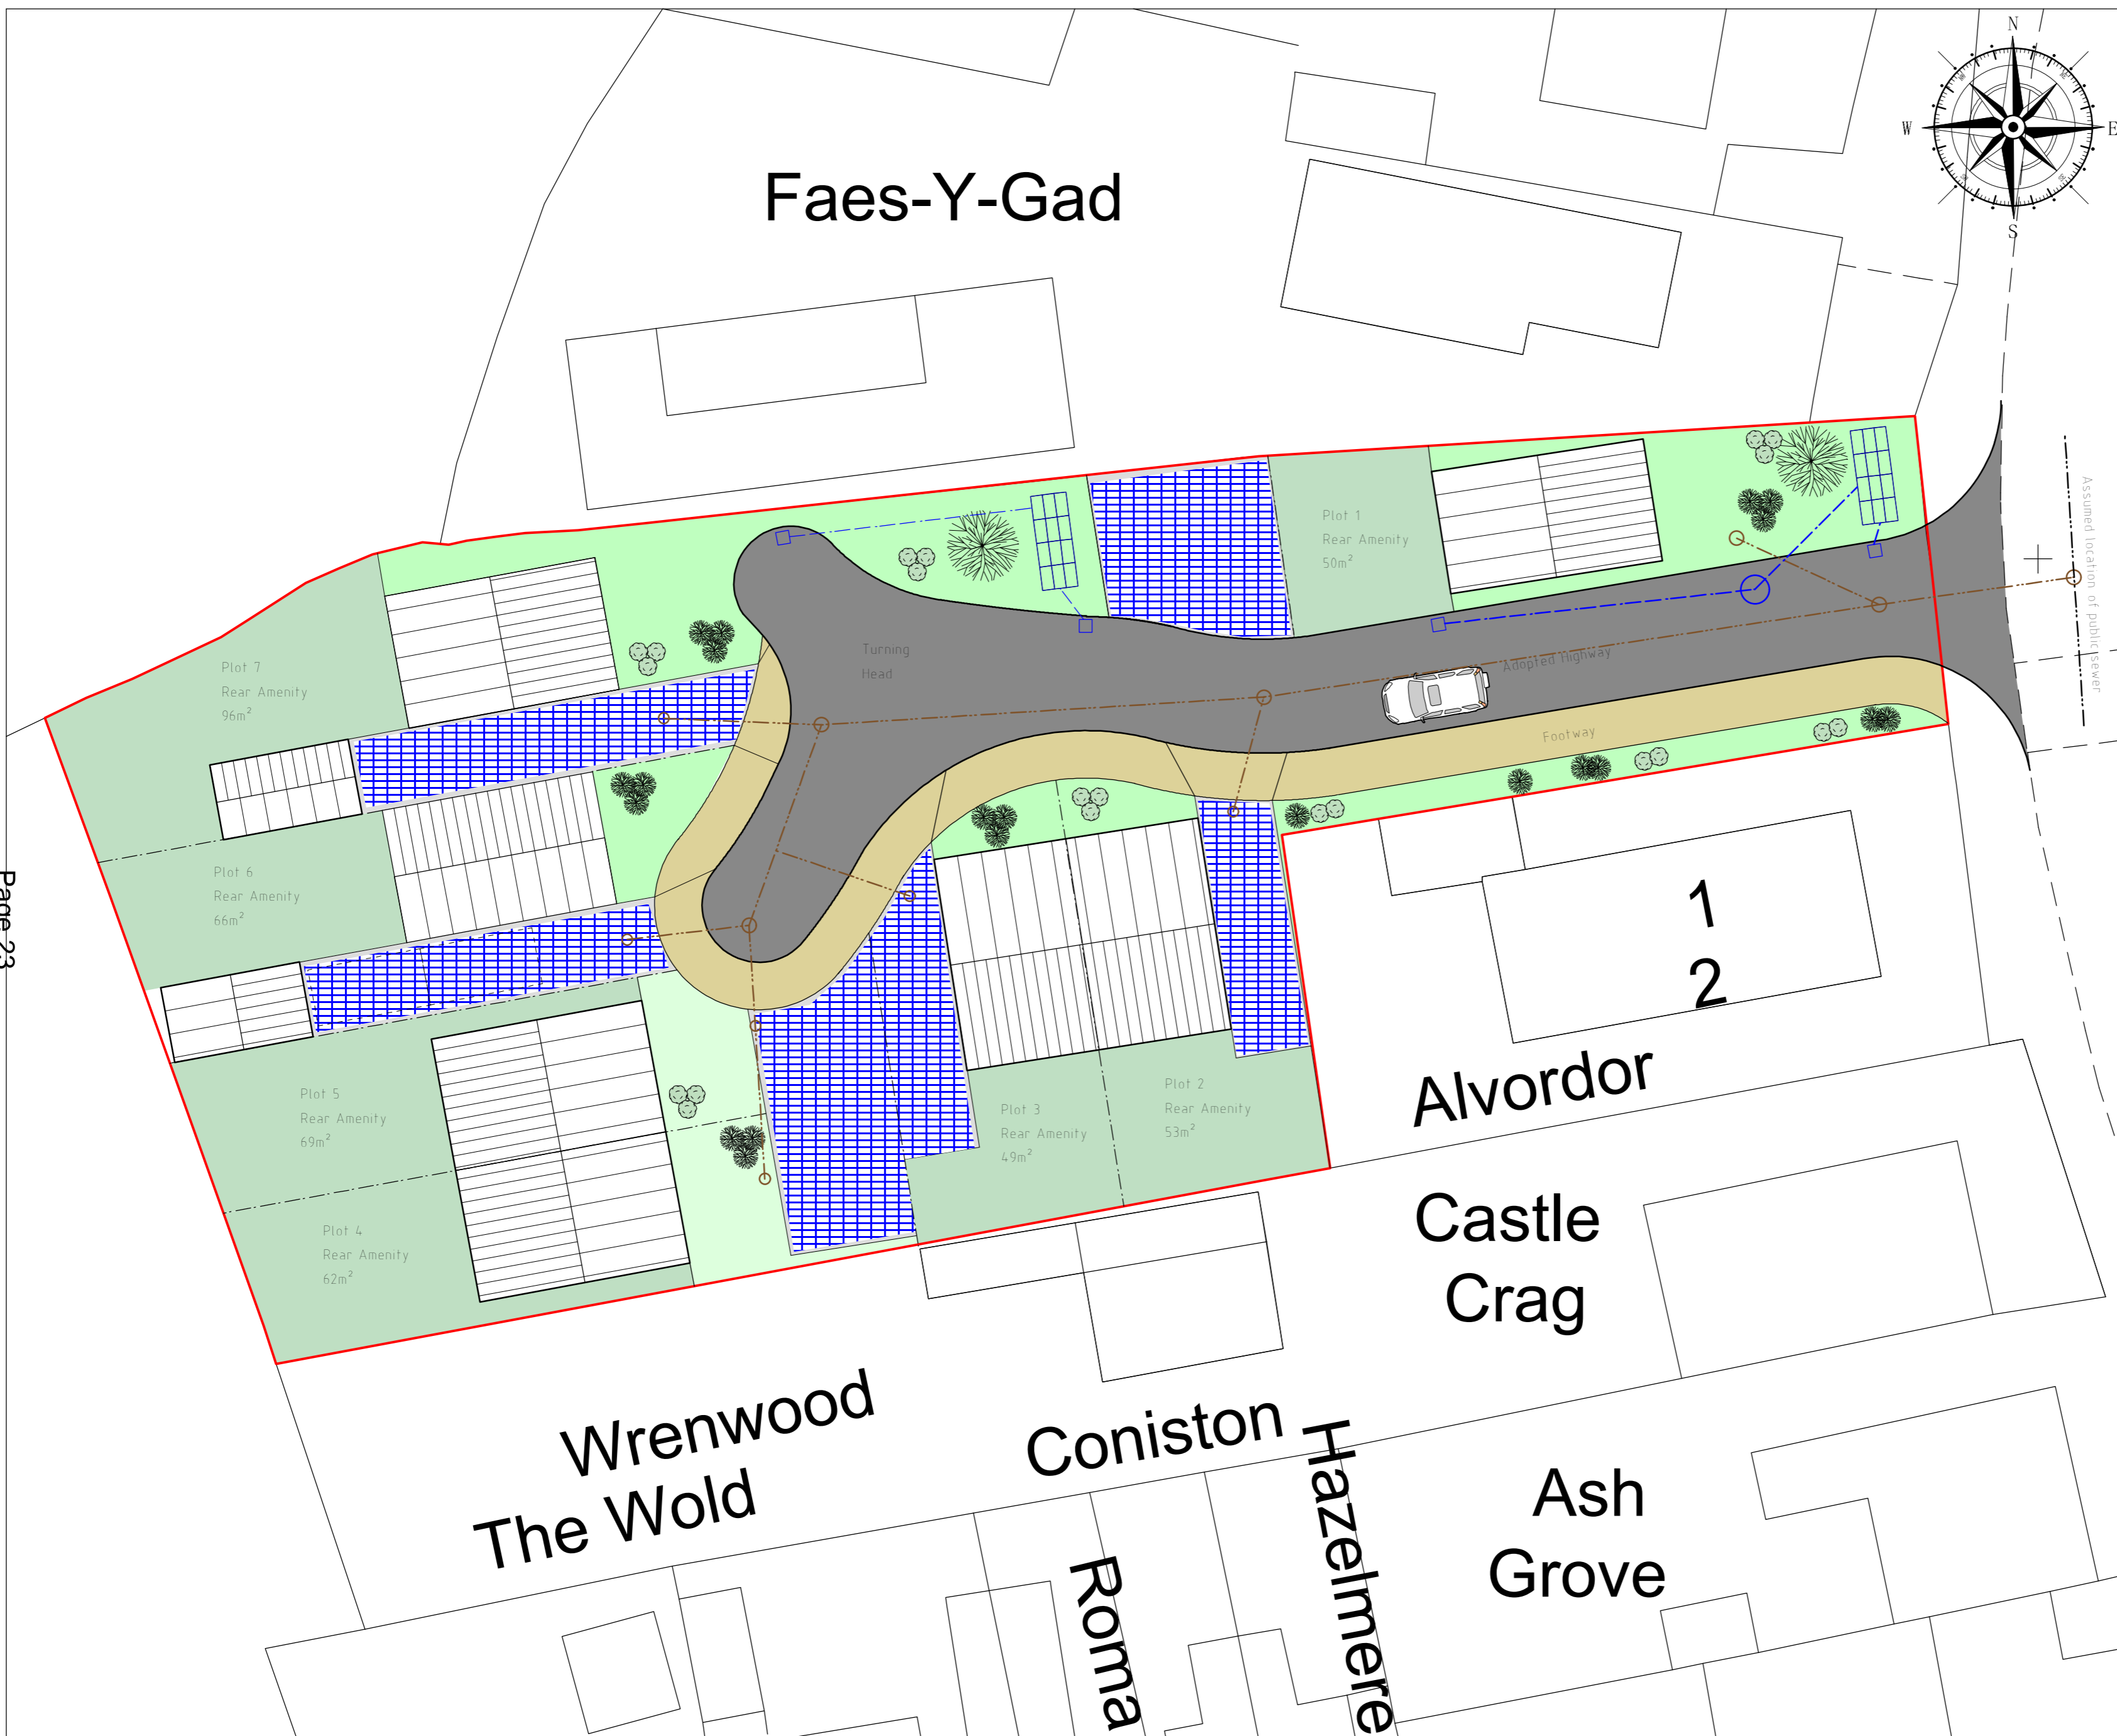 N
W
E
S
Faes-Y-Gad
Plot 1
Rear Amenity
50m²
Turning
Head
Adopted Highway
Footway
Assumed location of public sewer
Plot 7
Rear Amenity
96m²
Plot 6
Rear Amenity
66m²
Plot 5
Rear Amenity
69m²
Plot 4
Rear Amenity
62m²
Plot 3
Rear Amenity
49m²
Plot 2
Rear Amenity
53m²
1
2
Alvordor
Castle
Crag
Wrenwood
The Wold
Coniston
Hazelmere
Roma
Ash
Grove
Page 23